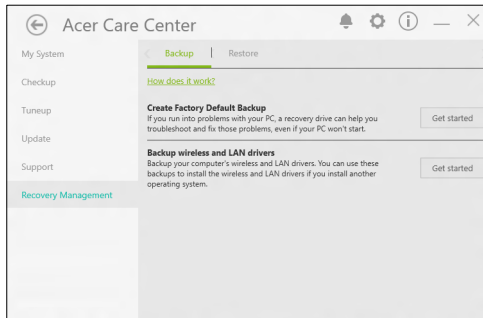 Acer Care Center
My System
Checkup
Tuneup
Update
Support
Recovery Management
Backup
Restore
How does it work?
Create Factory Default Backup
If you run into problems with your PC, a recovery drive can help you
troubleshoot and fix those problems, even if your PC won't start.
Get started
Backup wireless and LAN drivers
Backup your computer's wireless and LAN drivers. You can use these
backups to install the wireless and LAN drivers if you install another
operating system.
Get started